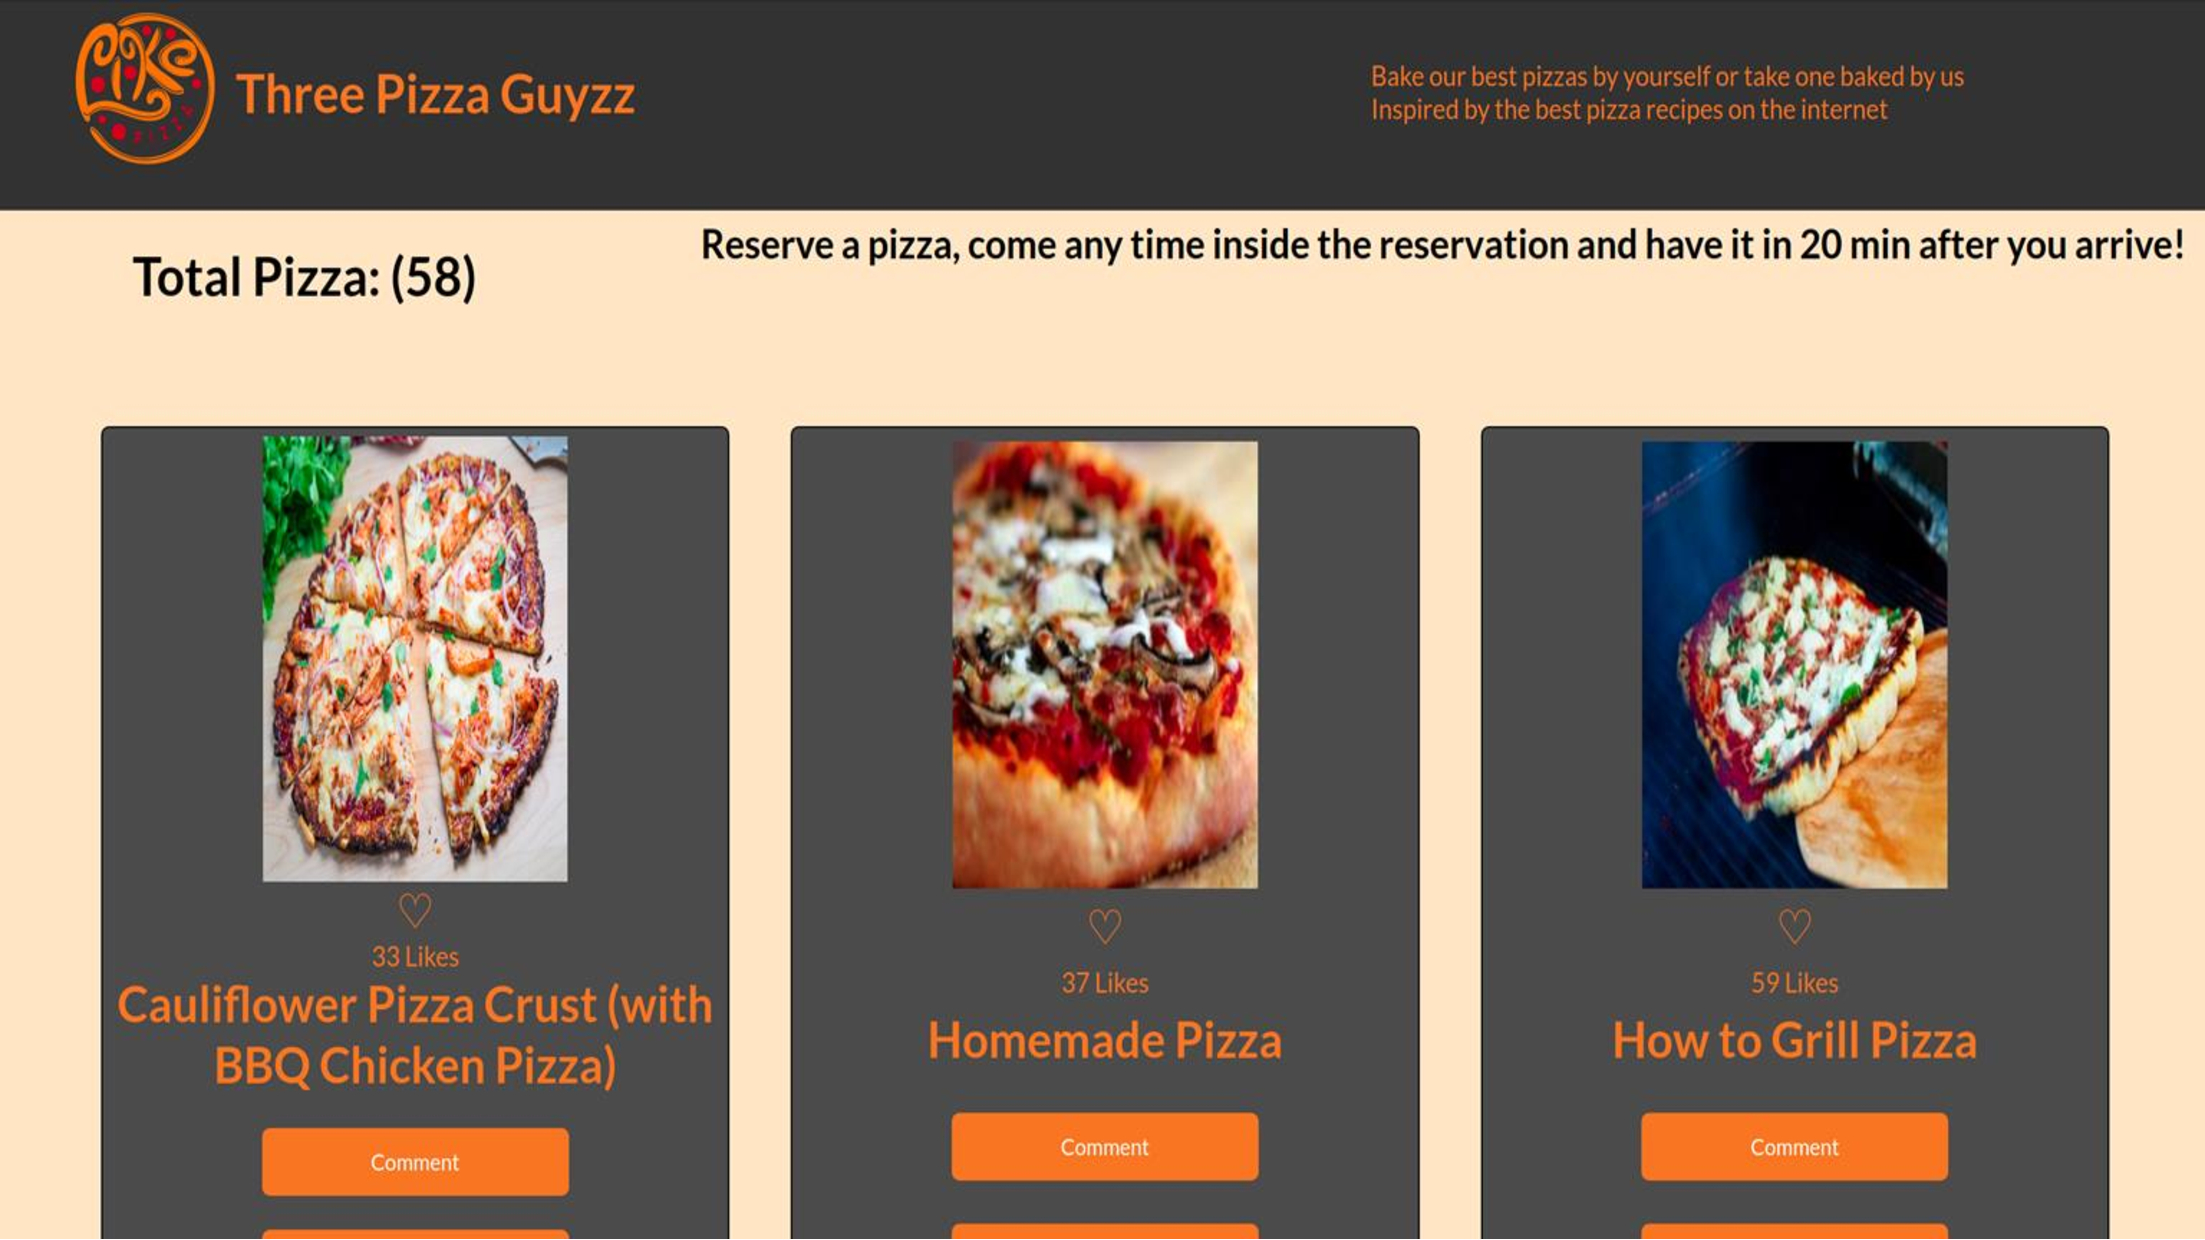 Pike
PIZZA
Three Pizza Guyzz
Bake our best pizzas by yourself or take one baked by us
Inspired by the best pizza recipes on the internet
Total Pizza: (58)
Reserve a pizza, come any time inside the reservation and have it in 20 min after you arrive!
33 Likes
Cauliflower Pizza Crust (with
BBQ Chicken Pizza)
Comment
37 Likes
Homemade Pizza
Comment
59 Likes
How to Grill Pizza
Comment